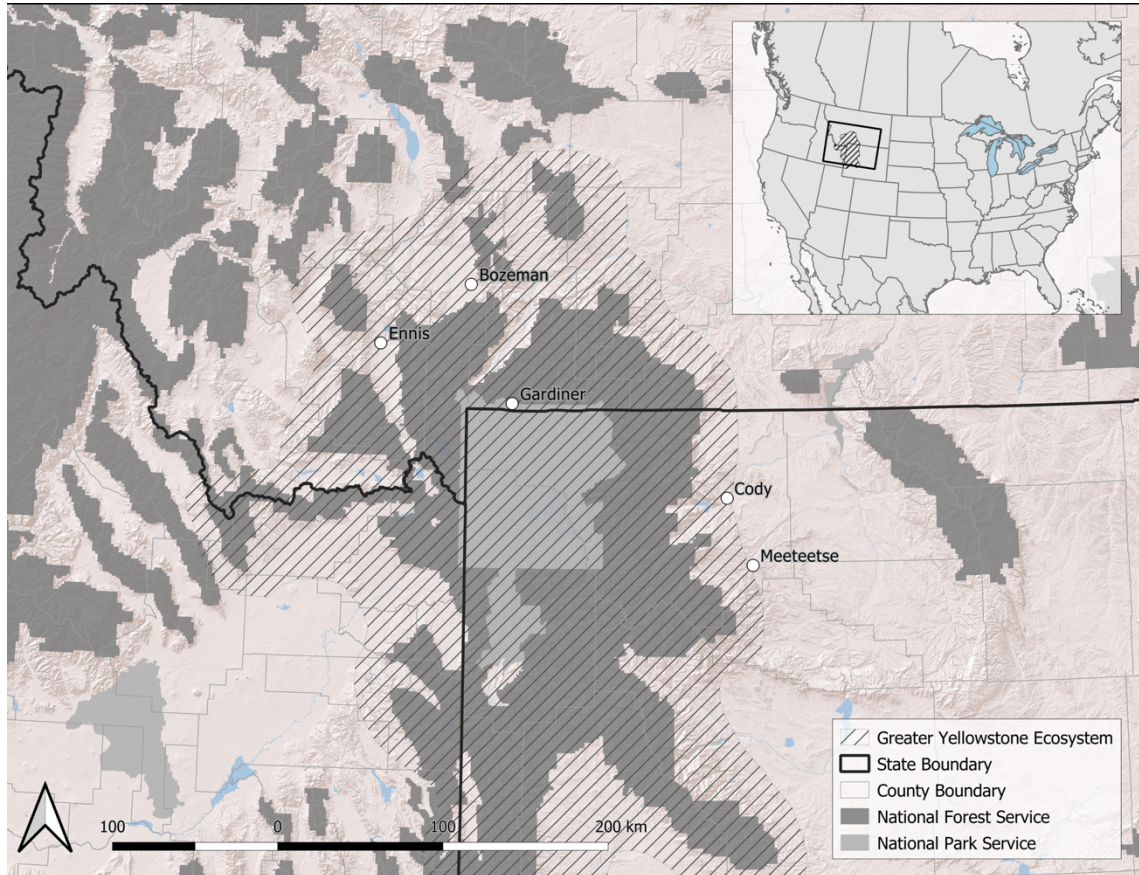 Bozeman
Ennis
Gardiner
Cody
Meeteetse
Greater Yellowstone Ecosystem
State Boundary
County Boundary
National Forest Service
National Park Service
100 0 100 200 km